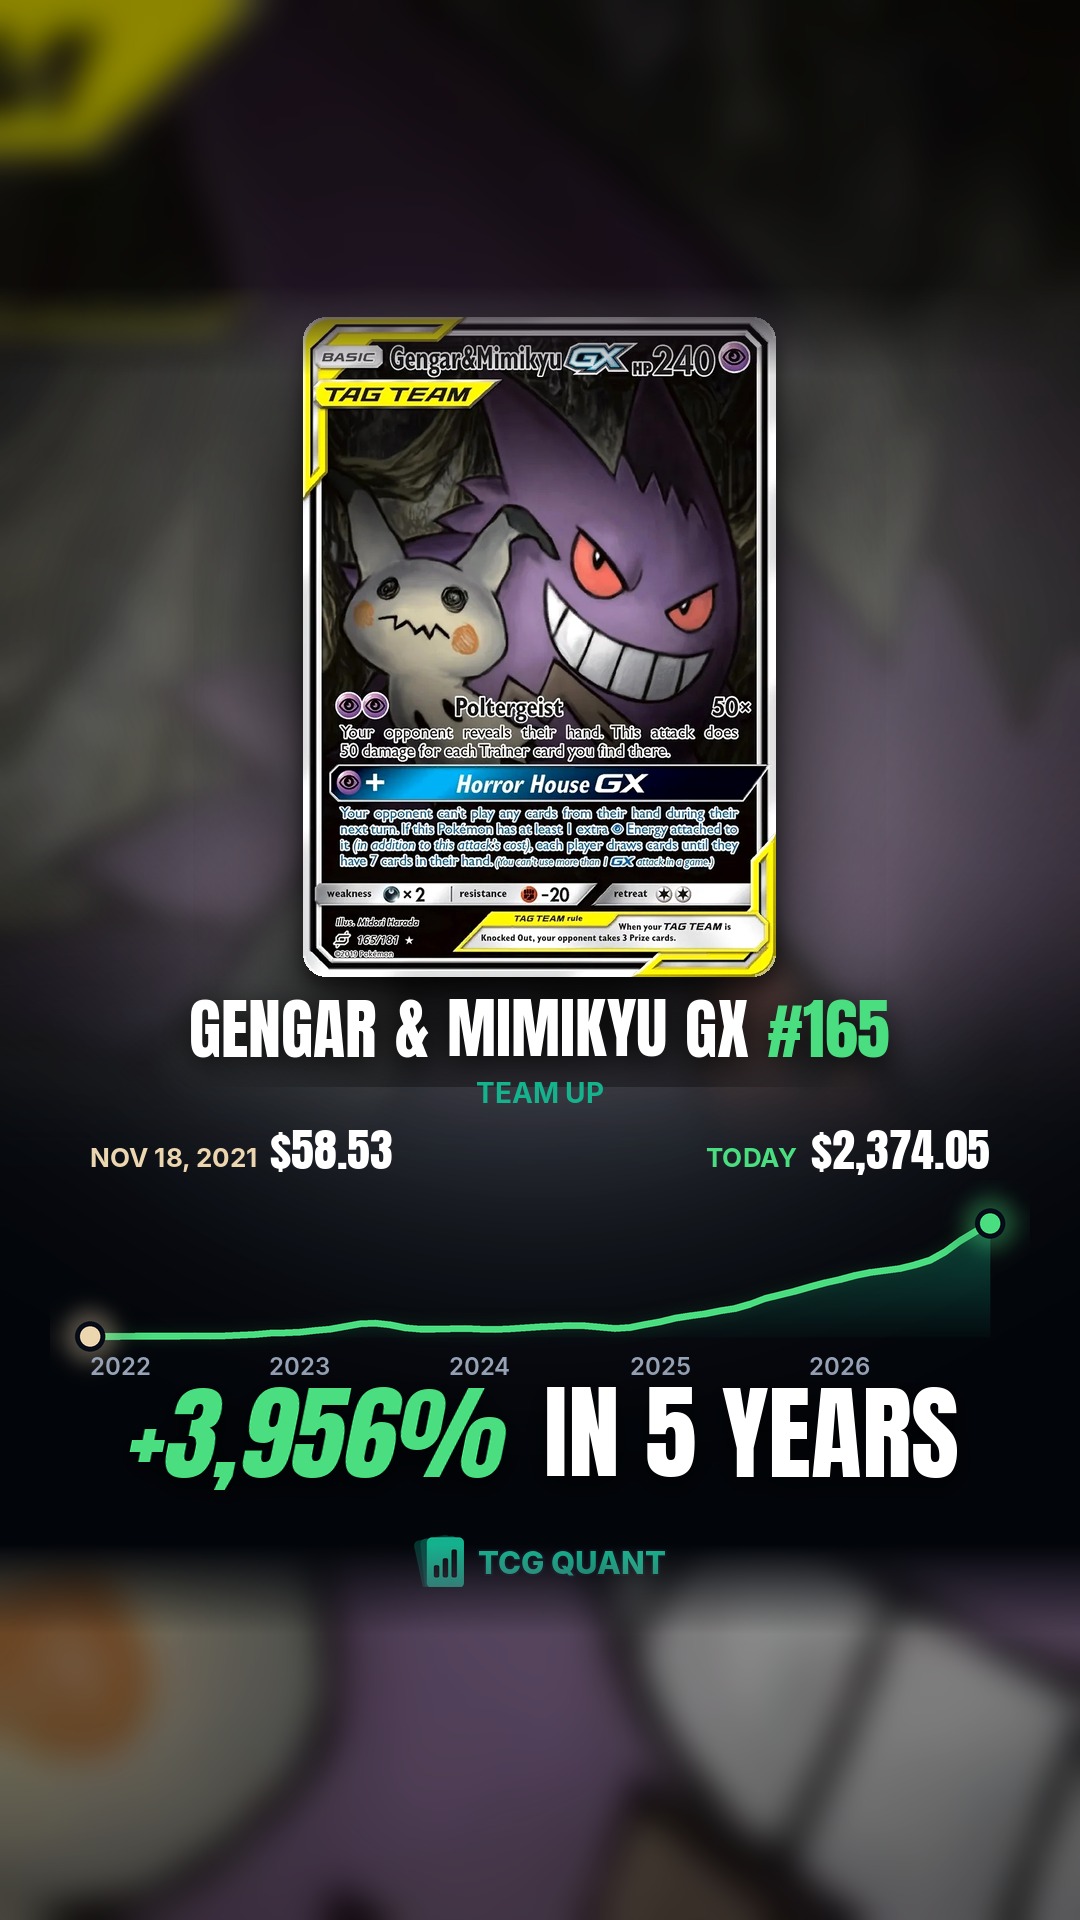 BASIC Gengar&Mimikyu GX HP240
TAG TEAM
Poltergeist 50×
Your opponent reveals their hand. This attack does
50 damage for each Trainer card you find there.
+ Horror House GX
Your opponent can't play any cards from their hand during their
next turn. If this Pokémon has at least 1 extra Energy attached to
it (in addition to this attack's cost), each player draws cards until they
have 7 cards in their hand. (You can't use more than 1 GX attack in a game.)
weakness ×2 resistance -20 retreat
Illus. Midori Harada
165/181 ★
©2019 Pokémon
TAG TEAM rule
When your TAG TEAM is
Knocked Out, your opponent takes 3 Prize cards.
GENGAR & MIMIKYU GX #165
TEAM UP
NOV 18, 2021 $58.53
TODAY $2,374.05
2022 2023 2024 2025 2026
+3,956% IN 5 YEARS
TCG QUANT